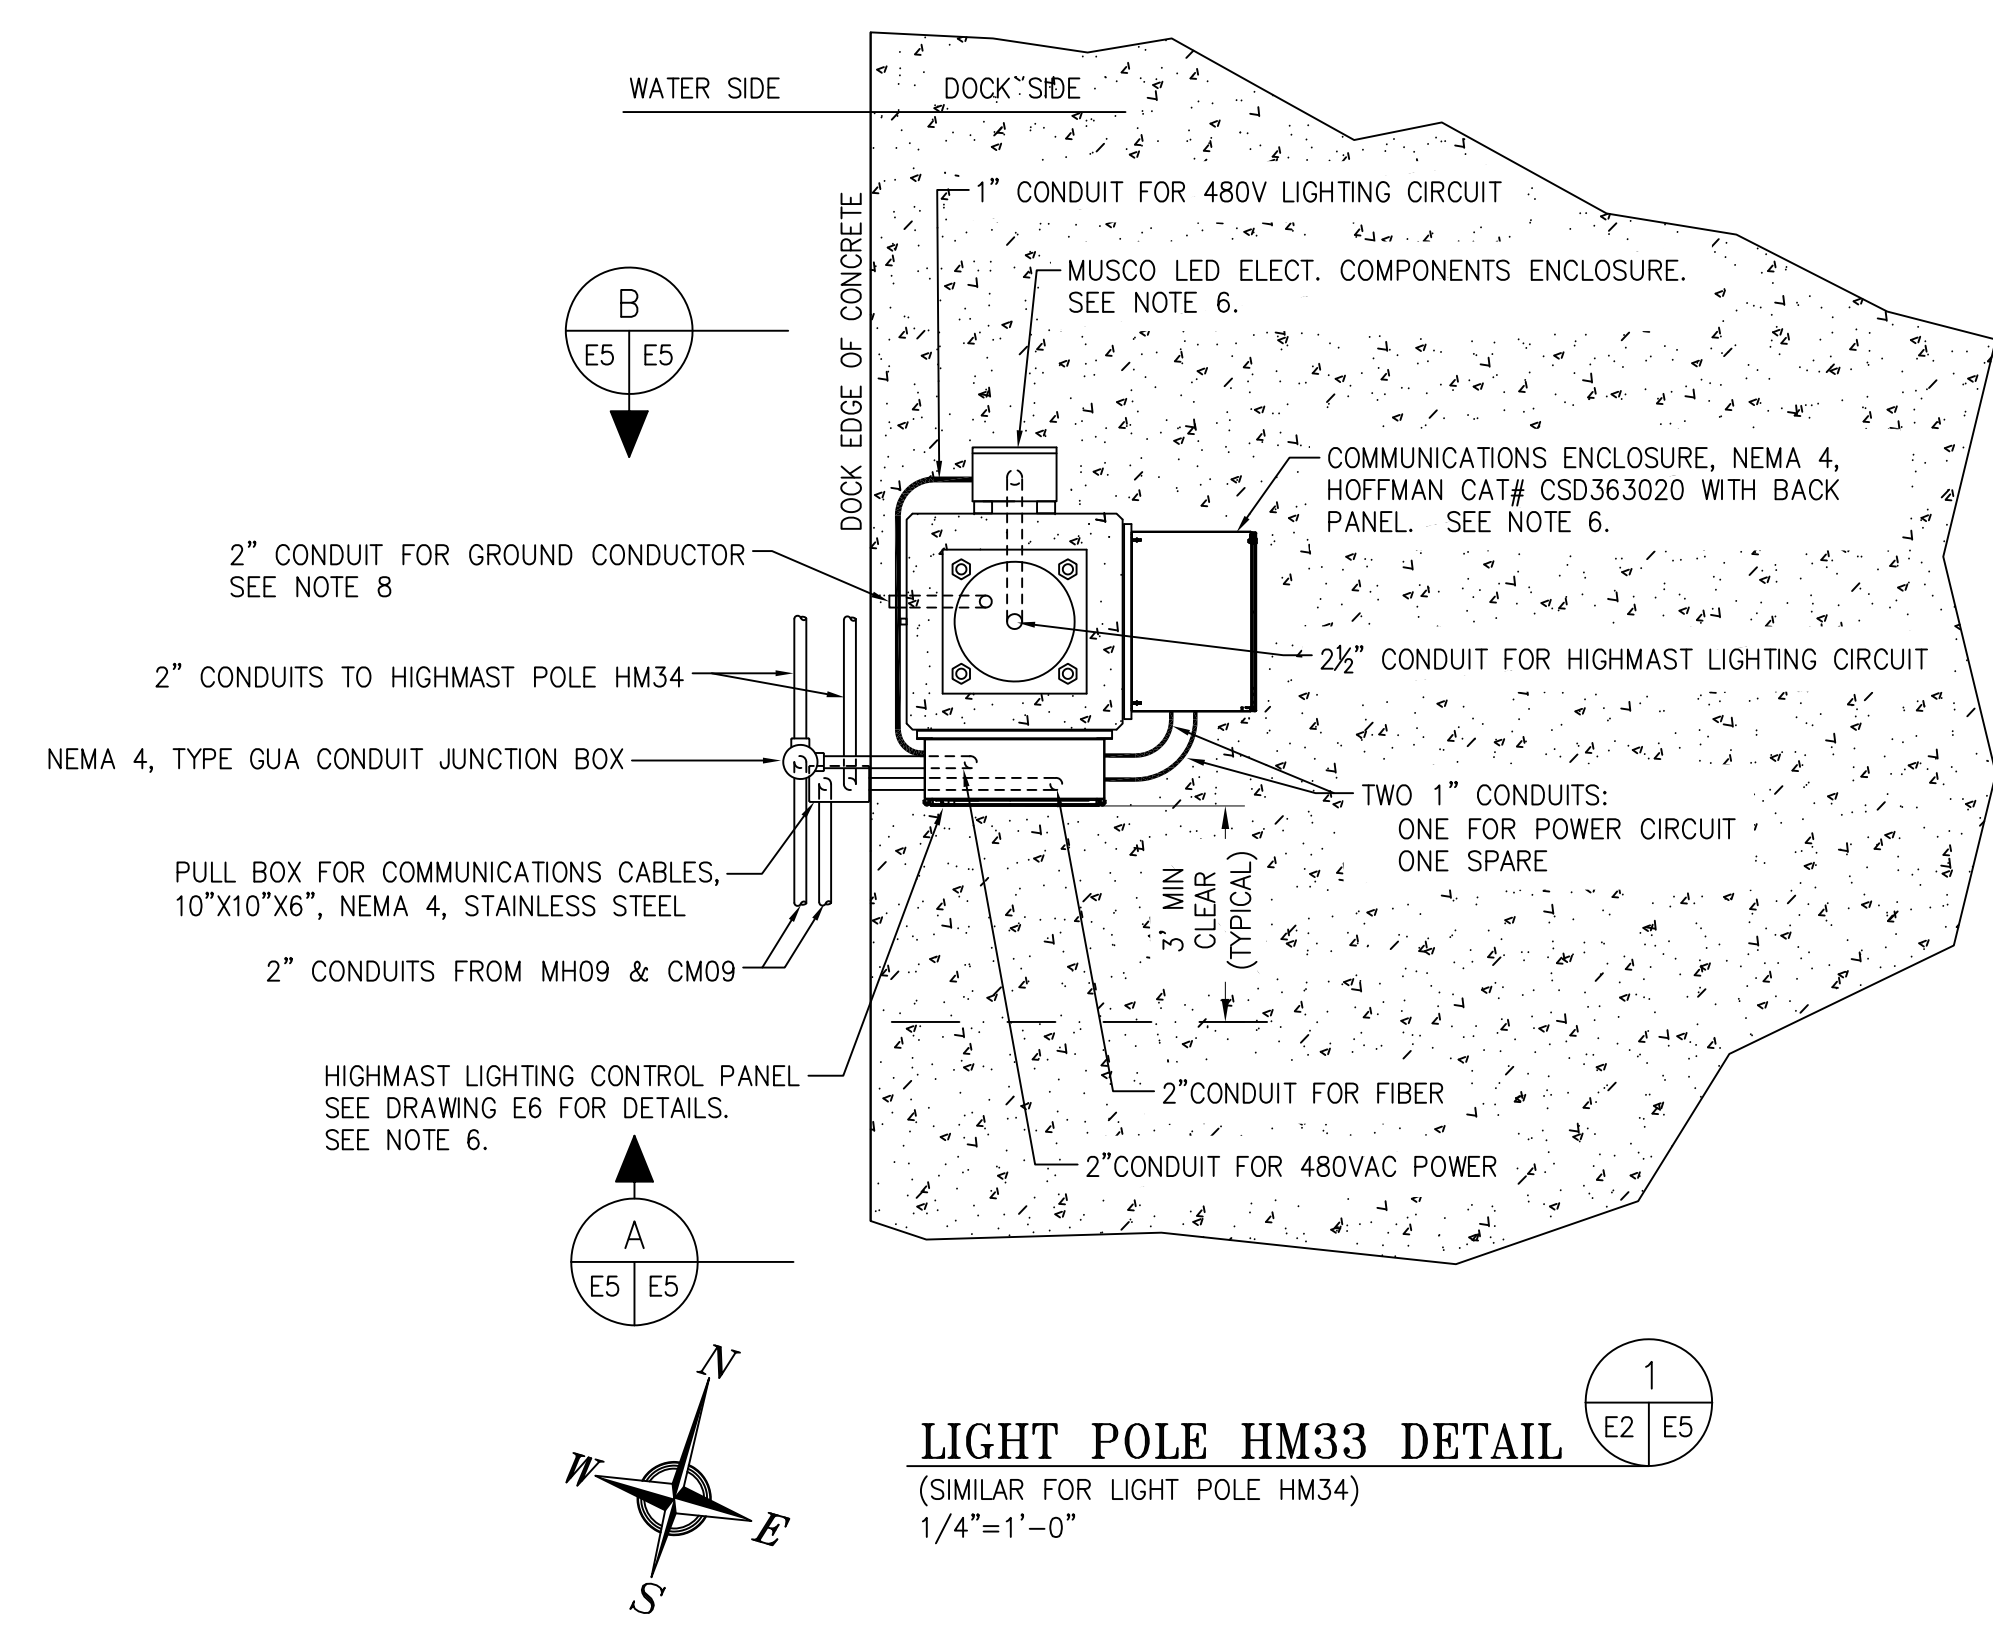 WATER SIDE
DOCK SIDE
DOCK EDGE OF CONCRETE
1" CONDUIT FOR 480V LIGHTING CIRCUIT
MUSCO LED ELECT. COMPONENTS ENCLOSURE.
SEE NOTE 6.
B
E5 E5
COMMUNICATIONS ENCLOSURE, NEMA 4,
HOFFMAN CAT# CSD363020 WITH BACK
PANEL. SEE NOTE 6.
2" CONDUIT FOR GROUND CONDUCTOR
SEE NOTE 8
2½" CONDUIT FOR HIGHMAST LIGHTING CIRCUIT
2" CONDUITS TO HIGHMAST POLE HM34
NEMA 4, TYPE GUA CONDUIT JUNCTION BOX
TWO 1" CONDUITS:
ONE FOR POWER CIRCUIT
ONE SPARE
PULL BOX FOR COMMUNICATIONS CABLES,
10"X10"X6", NEMA 4, STAINLESS STEEL
3' MIN
CLEAR
(TYPICAL)
2" CONDUITS FROM MH09 & CM09
HIGHMAST LIGHTING CONTROL PANEL
SEE DRAWING E6 FOR DETAILS.
SEE NOTE 6.
2"CONDUIT FOR FIBER
2"CONDUIT FOR 480VAC POWER
A
E5 E5
N
W
E
S
LIGHT POLE HM33 DETAIL
1
E2 E5
(SIMILAR FOR LIGHT POLE HM34)
1/4"=1'-0"